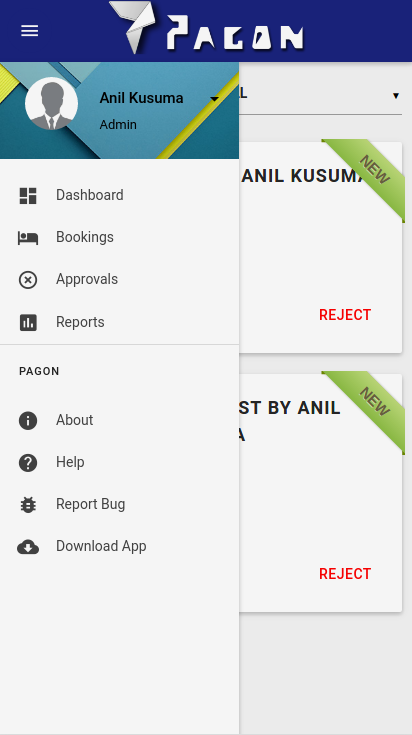 PAGON
Anil Kusuma
Admin
L
ANIL KUSUMA
NEW
Dashboard
Bookings
Approvals
Reports
REJECT
PAGON
NEW
ST BY ANIL
A
About
Help
Report Bug
Download App
REJECT